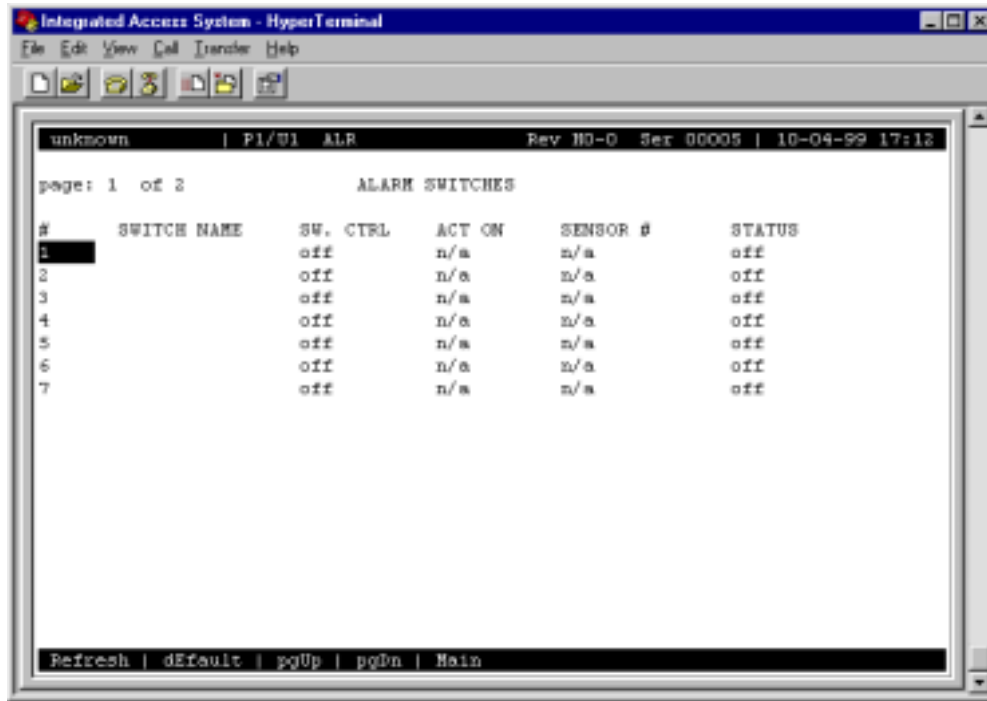 Integrated Access System - HyperTerminal
File Edit View Call Transfer Help
unknown | P1/U1 ALR Rev N0-0 Ser 00005 | 10-04-99 17:12
page: 1 of 2 ALARM SWITCHES
# SWITCH NAME SW. CTRL ACT ON SENSOR # STATUS
1 off n/a n/a off
2 off n/a n/a off
3 off n/a n/a off
4 off n/a n/a off
5 off n/a n/a off
6 off n/a n/a off
7 off n/a n/a off
Refresh | dEfault | pgUp | pgDn | Main